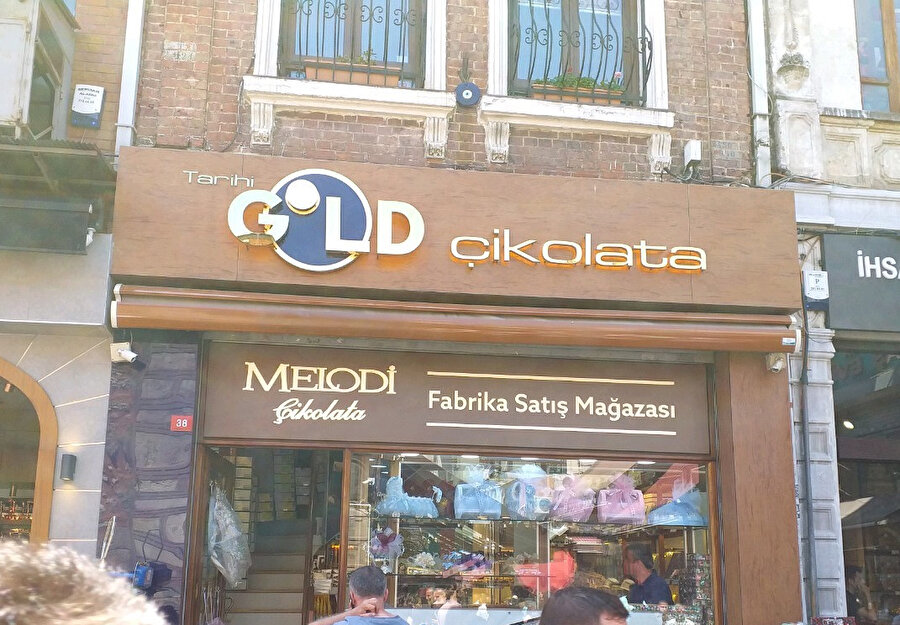 Tarihi
GOLD çikolata
MELODİ
Çikolata
Fabrika Satış Mağazası
38
İHSA